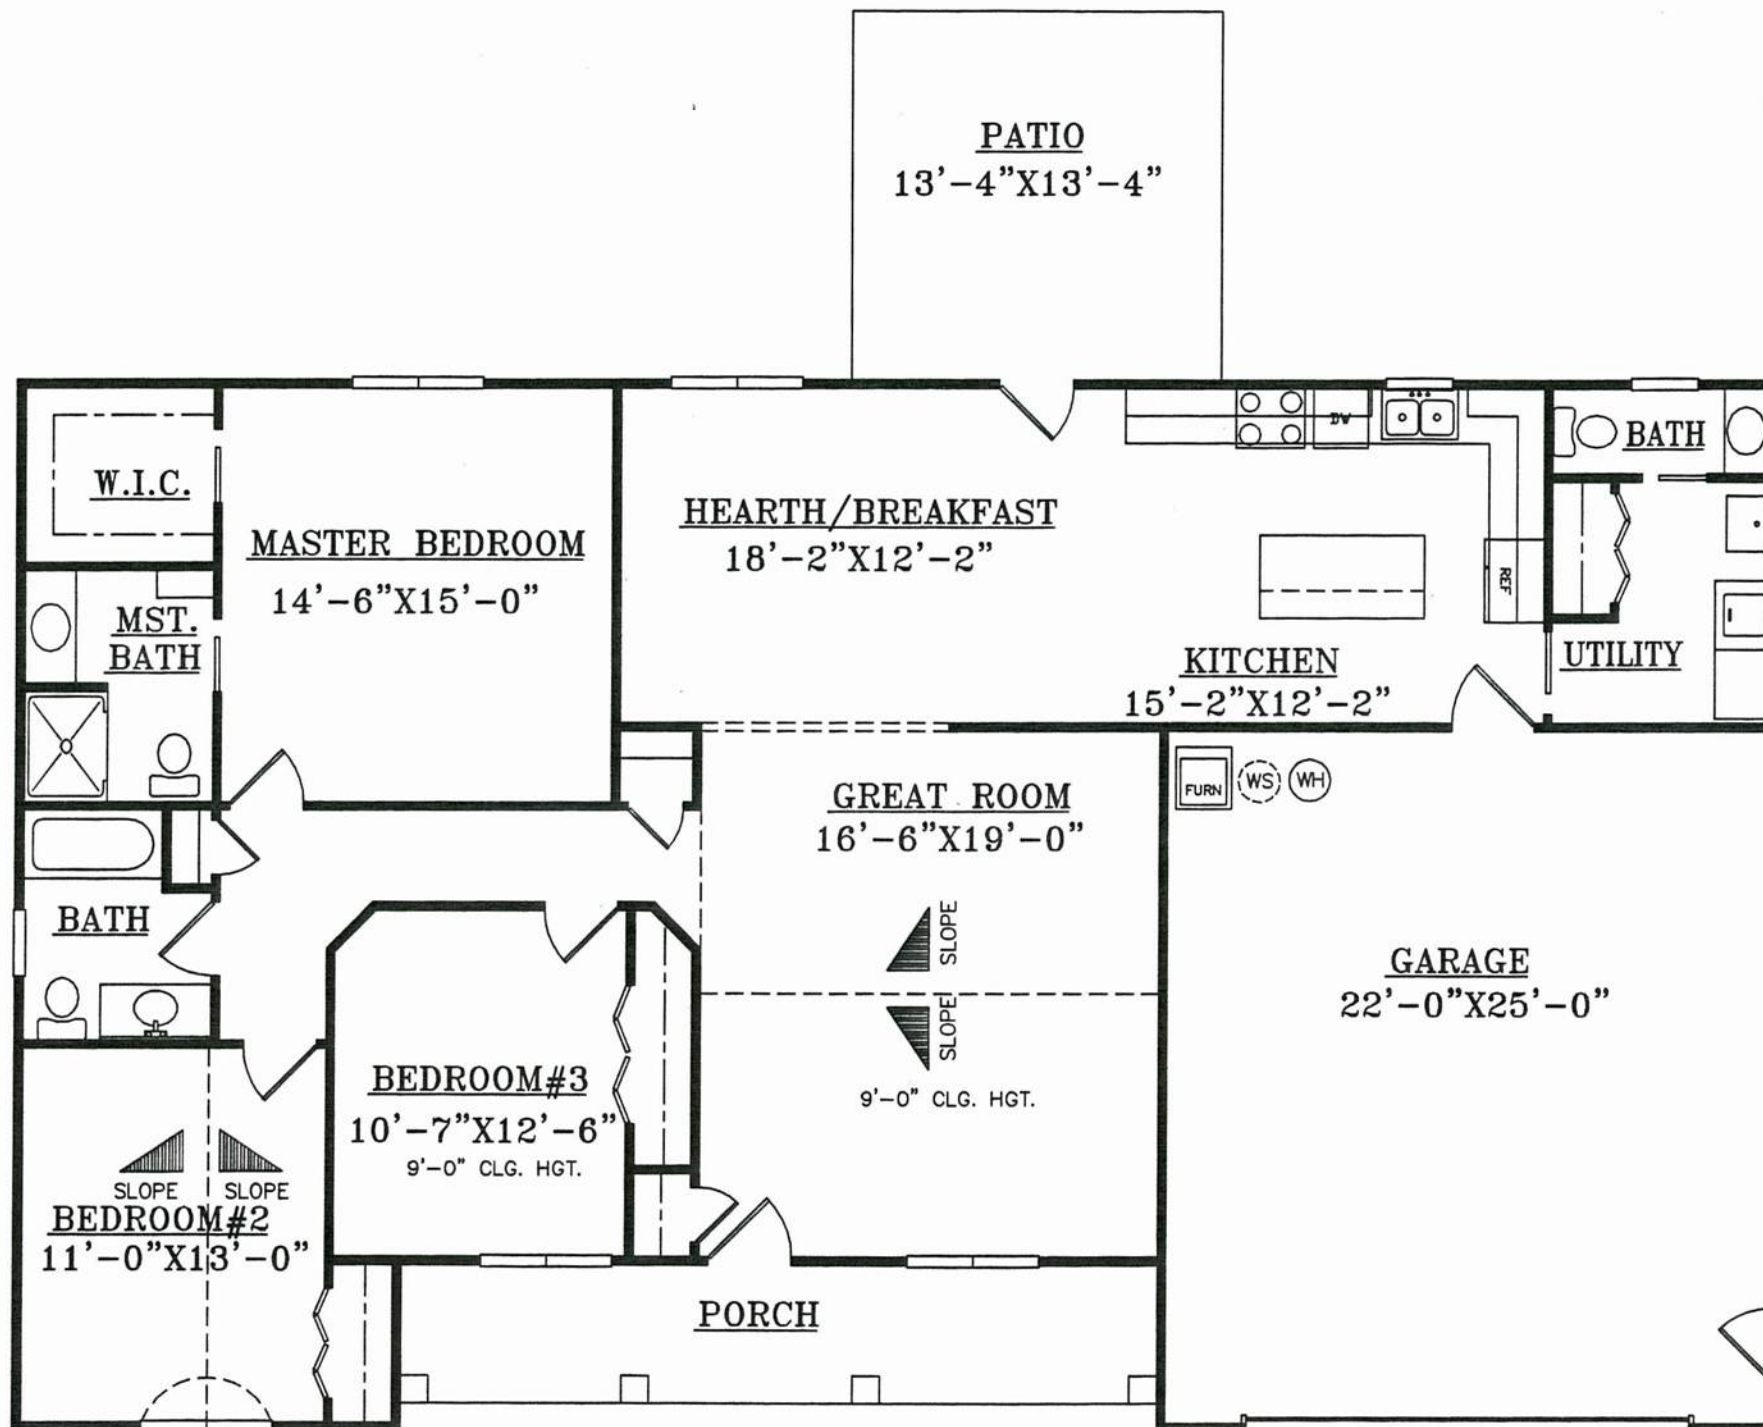 PATIO
13'-4"X13'-4"
W.I.C.
MASTER BEDROOM
14'-6"X15'-0"
MST.
BATH
HEARTH/BREAKFAST
18'-2"X12'-2"
DW
REF
KITCHEN
15'-2"X12'-2"
BATH
UTILITY
GREAT ROOM
16'-6"X19'-0"
SLOPE
SLOPE
9'-0" CLG. HGT.
FURN
WS
WH
GARAGE
22'-0"X25'-0"
BATH
BEDROOM#3
10'-7"X12'-6"
9'-0" CLG. HGT.
SLOPE
SLOPE
BEDROOM#2
11'-0"X13'-0"
PORCH